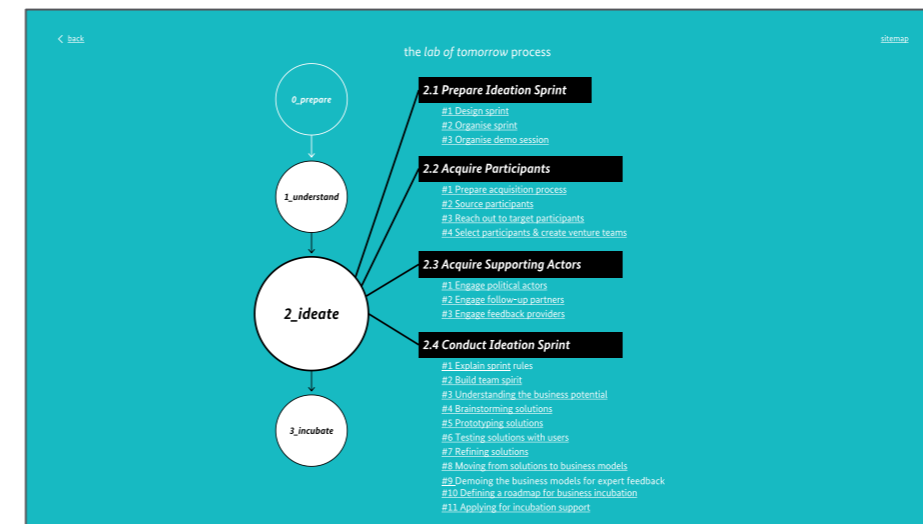 back
sitemap
the lab of tomorrow process
0_prepare
1_understand
2_ideate
3_incubate
2.1 Prepare Ideation Sprint
#1 Design sprint
#2 Organise sprint
#3 Organise demo session
2.2 Acquire Participants
#1 Prepare acquisition process
#2 Source participants
#3 Reach out to target participants
#4 Select participants & create venture teams
2.3 Acquire Supporting Actors
#1 Engage political actors
#2 Engage follow-up partners
#3 Engage feedback providers
2.4 Conduct Ideation Sprint
#1 Explain sprint rules
#2 Build team spirit
#3 Understanding the business potential
#4 Brainstorming solutions
#5 Prototyping solutions
#6 Testing solutions with users
#7 Refining solutions
#8 Moving from solutions to business models
#9 Demoing the business models for expert feedback
#10 Defining a roadmap for business incubation
#11 Applying for incubation support